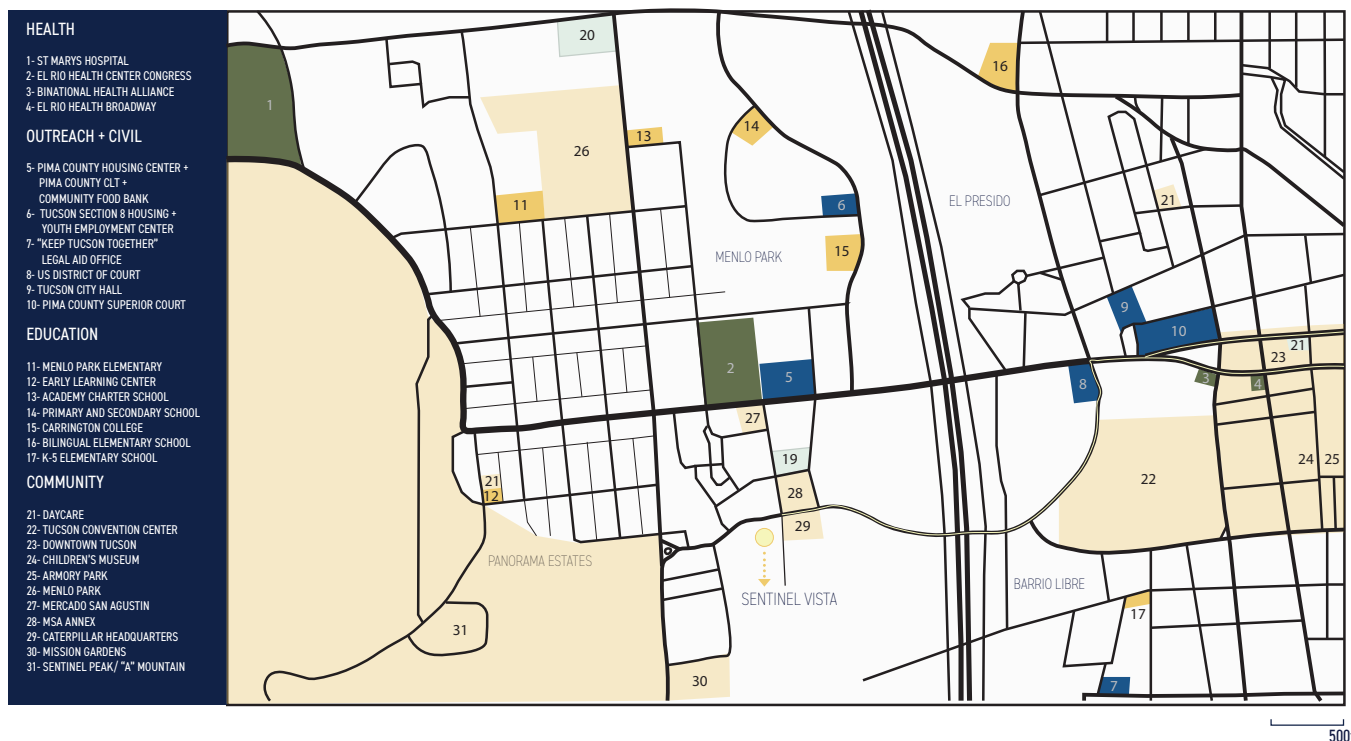 HEALTH
1- ST MARYS HOSPITAL
2- EL RIO HEALTH CENTER CONGRESS
3- BINATIONAL HEALTH ALLIANCE
4- EL RIO HEALTH BROADWAY
OUTREACH + CIVIL
5- PIMA COUNTY HOUSING CENTER +
PIMA COUNTY CLT +
COMMUNITY FOOD BANK
6- TUCSON SECTION 8 HOUSING +
YOUTH EMPLOYMENT CENTER
7- “KEEP TUCSON TOGETHER”
LEGAL AID OFFICE
8- US DISTRICT OF COURT
9- TUCSON CITY HALL
10- PIMA COUNTY SUPERIOR COURT
EDUCATION
11- MENLO PARK ELEMENTARY
12- EARLY LEARNING CENTER
13- ACADEMY CHARTER SCHOOL
14- PRIMARY AND SECONDARY SCHOOL
15- CARRINGTON COLLEGE
16- BILINGUAL ELEMENTARY SCHOOL
17- K-5 ELEMENTARY SCHOOL
COMMUNITY
21- DAYCARE
22- TUCSON CONVENTION CENTER
23- DOWNTOWN TUCSON
24- CHILDREN'S MUSEUM
25- ARMORY PARK
26- MENLO PARK
27- MERCADO SAN AGUSTIN
28- MSA ANNEX
29- CATERPILLAR HEADQUARTERS
30- MISSION GARDENS
31- SENTINEL PEAK/ “A” MOUNTAIN
20
16
1
14
13
26
11
6
21
EL PRESIDO
15
MENLO PARK
9
10
21
23
2
5
8
3
4
27
19
24
25
21
12
22
28
29
PANORAMA ESTATES
BARRIO LIBRE
SENTINEL VISTA
17
31
30
7
500